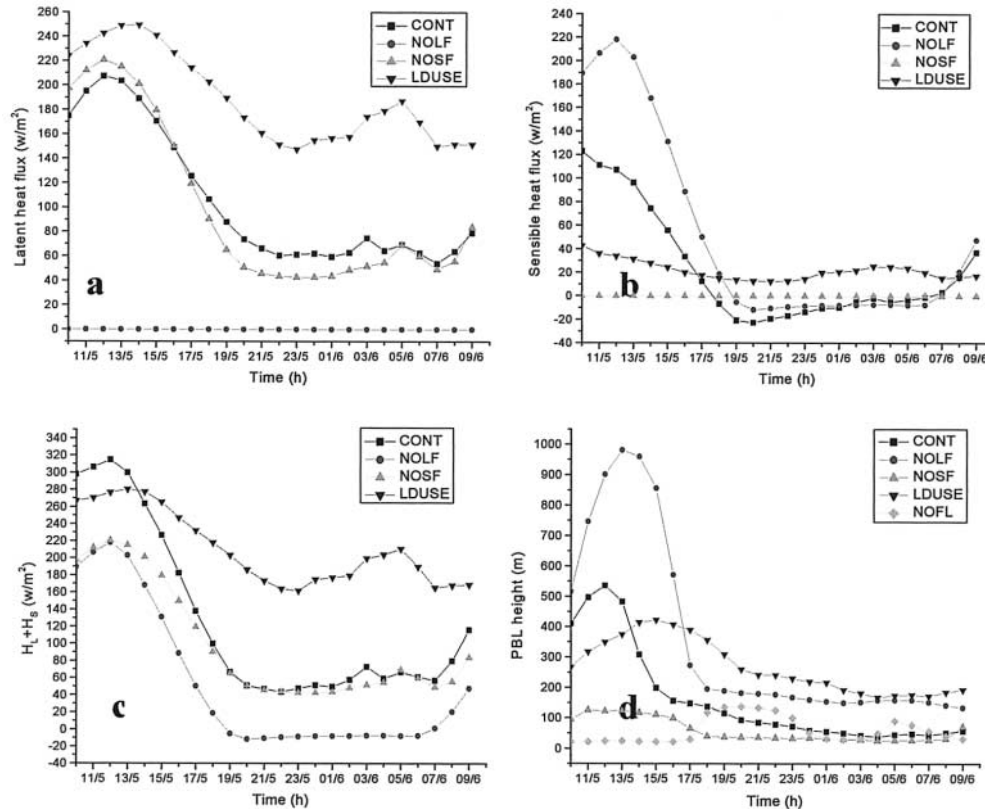 CONT
NOLF
NOSF
LDUSE
260
240
220
200
180
160
140
120
100
80
60
40
20
0
Latent heat flux (w/m²)
a
11/5 13/5 15/5 17/5 19/5 21/5 23/5 01/6 03/6 05/6 07/6 09/6
Time (h)
CONT
NOLF
NOSF
LDUSE
240
220
200
180
160
140
120
100
80
60
40
20
0
-20
-40
Sensible heat flux (w/m²)
b
11/5 13/5 15/5 17/5 19/5 21/5 23/5 01/6 03/6 05/6 07/6 09/6
Time (h)
CONT
NOLF
NOSF
LDUSE
340
320
300
280
260
240
220
200
180
160
140
120
100
80
60
40
20
0
-20
-40
H_L+H_S (w/m²)
c
11/5 13/5 15/5 17/5 19/5 21/5 23/5 01/6 03/6 05/6 07/6 09/6
Time (h)
CONT
NOLF
NOSF
LDUSE
NOFL
1000
900
800
700
600
500
400
300
200
100
0
PBL height (m)
d
11/5 13/5 15/5 17/5 19/5 21/5 23/5 01/6 03/6 05/6 07/6 09/6
Time (h)